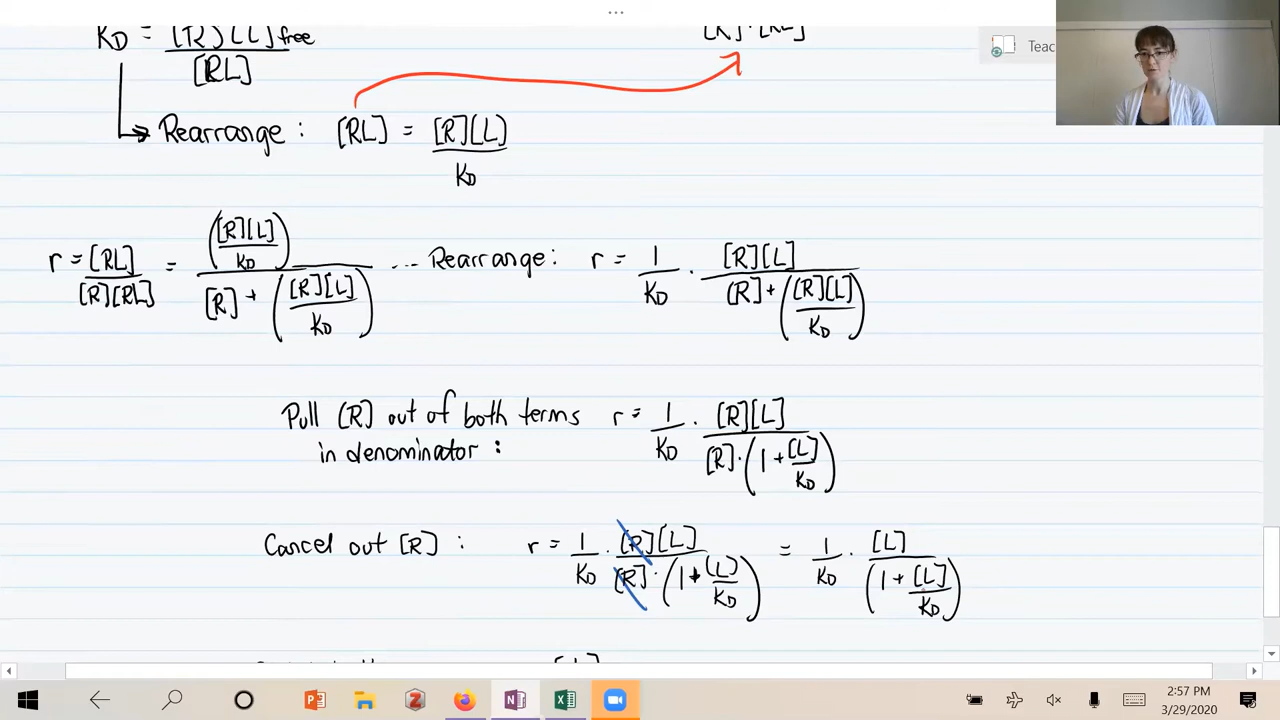 [R]+[RL]
Teac
KD = [R][L]free / [RL]
Rearrange: [RL] = [R][L] / KD
r = [RL] / [R][RL] = ([R][L] / KD) / [R] + ([R][L] / KD) ... Rearrange: r = 1 / KD · [R][L] / [R] + ([R][L] / KD)
Pull [R] out of both terms r = 1 / KD · [R][L] / [R]·(1 + [L] / KD)
in denominator:
Cancel out [R]: r = 1 / KD · [R][L] / [R]·(1 + [L] / KD) = 1 / KD · [L] / (1 + [L] / KD)
[L]
2:57 PM
3/29/2020